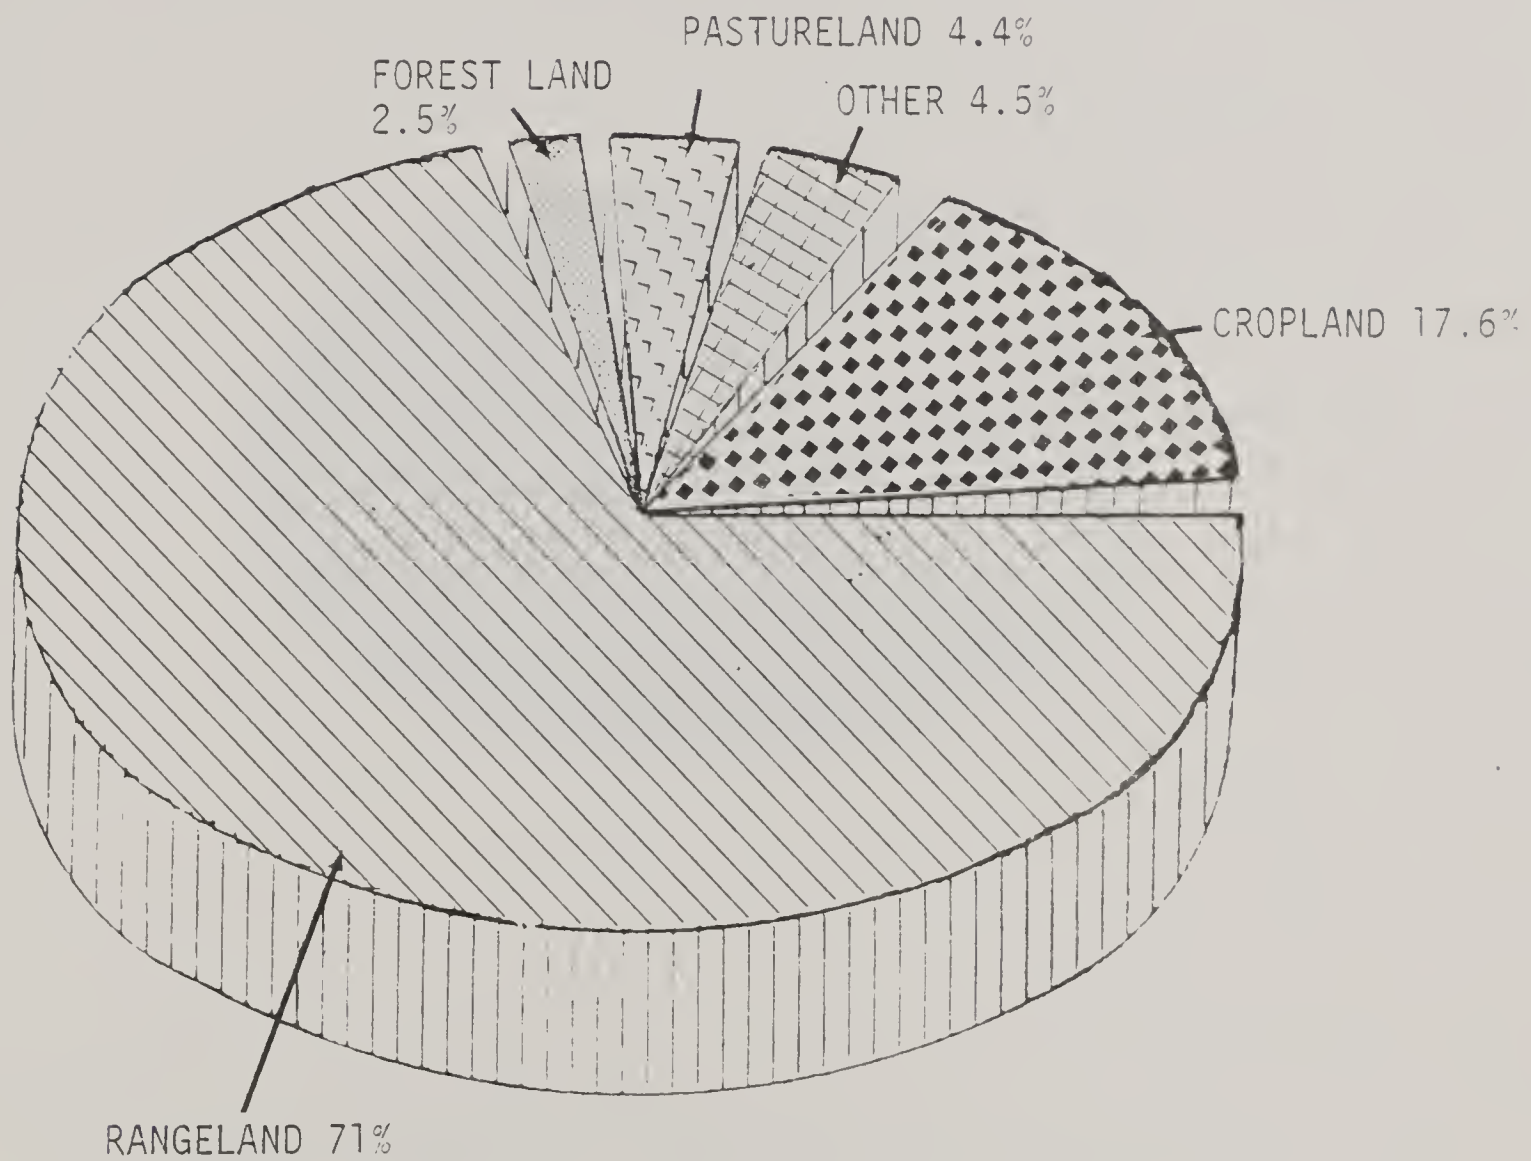 PASTURELAND 4.4%
FOREST LAND
2.5%
OTHER 4.5%
CROPLAND 17.6%
RANGELAND 71%